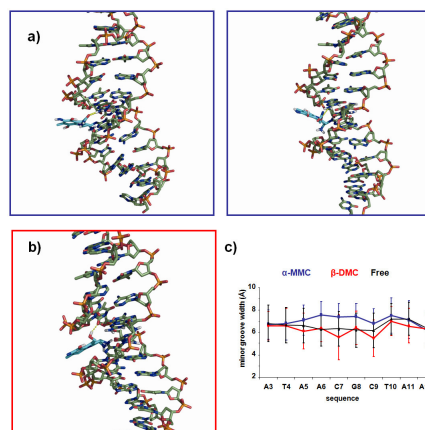 a)
b)
c)
α-MMC β-DMC Free
minor groove width (Å)
10
8
6
4
2
0
A3 T4 A5 A6 C7 G8 C9 T10 A11
sequence